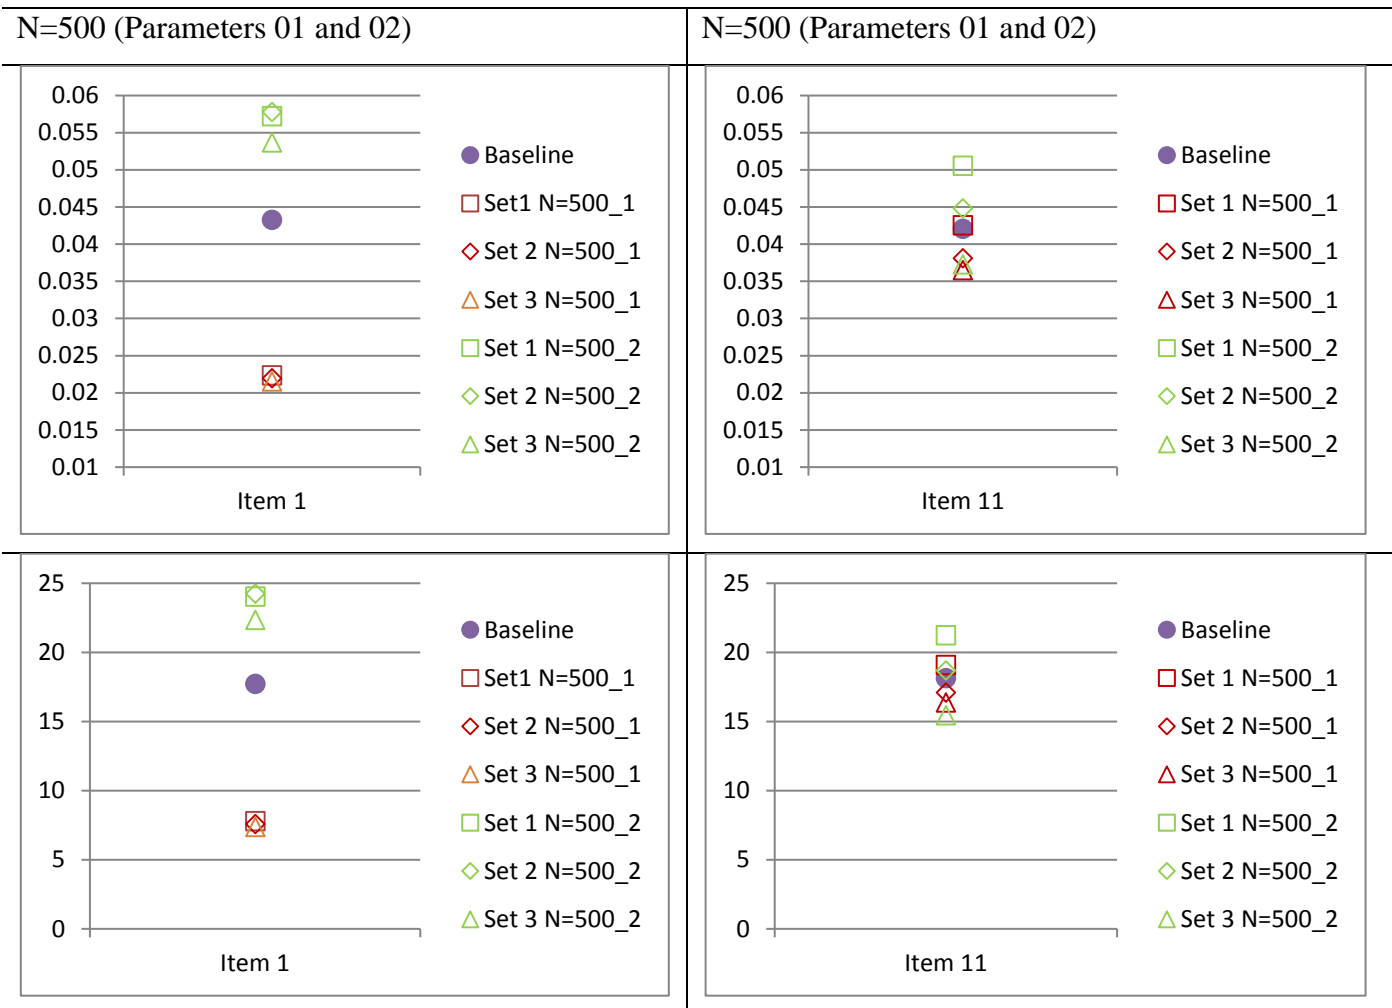 N=500 (Parameters 01 and 02)
N=500 (Parameters 01 and 02)
0.06
0.055
0.05
0.045
0.04
0.035
0.03
0.025
0.02
0.015
0.01
Item 1
Baseline
Set1 N=500_1
Set 2 N=500_1
Set 3 N=500_1
Set 1 N=500_2
Set 2 N=500_2
Set 3 N=500_2
0.06
0.055
0.05
0.045
0.04
0.035
0.03
0.025
0.02
0.015
0.01
Item 11
Baseline
Set 1 N=500_1
Set 2 N=500_1
Set 3 N=500_1
Set 1 N=500_2
Set 2 N=500_2
Set 3 N=500_2
25
20
15
10
5
0
Item 1
Baseline
Set1 N=500_1
Set 2 N=500_1
Set 3 N=500_1
Set 1 N=500_2
Set 2 N=500_2
Set 3 N=500_2
25
20
15
10
5
0
Item 11
Baseline
Set 1 N=500_1
Set 2 N=500_1
Set 3 N=500_1
Set 1 N=500_2
Set 2 N=500_2
Set 3 N=500_2